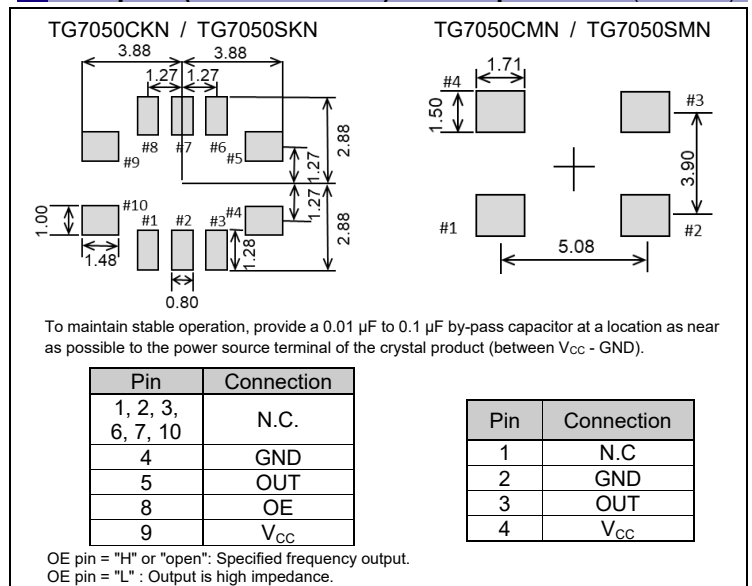 TG7050CKN / TG7050SKN
3.88
3.88
1.27
1.27
#8
#7
#6
#9
#5
1.27
2.88
#10
#1
#2
#3
#4
1.00
1.48
0.80
1.28
1.27
2.88
TG7050CMN / TG7050SMN
#4
1.71
#3
1.50
3.90
#1
#2
5.08
To maintain stable operation, provide a 0.01 µF to 0.1 µF by-pass capacitor at a location as near
as possible to the power source terminal of the crystal product (between VCC - GND).
Pin Connection
1, 2, 3,
6, 7, 10
N.C.
4 GND
5 OUT
8 OE
9 VCC
Pin Connection
1 N.C
2 GND
3 OUT
4 VCC
OE pin = "H" or "open": Specified frequency output.
OE pin = "L" : Output is high impedance.